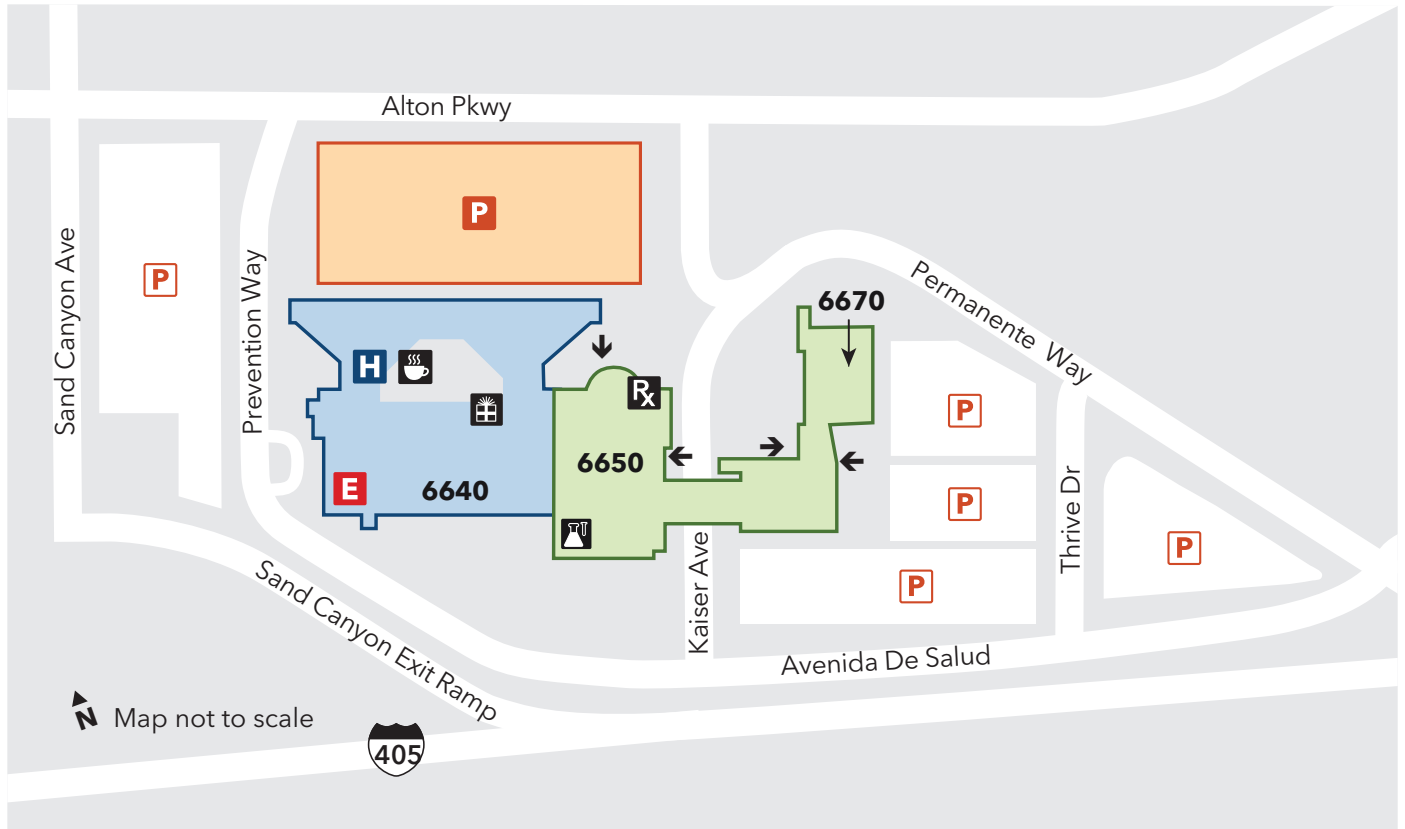 Alton Pkwy
P
Sand Canyon Ave
P
Prevention Way
Permanente Way
6670
H
Rx
P
6650
E
6640
P
Thrive Dr
P
P
Kaiser Ave
Sand Canyon Exit Ramp
Avenida De Salud
N
Map not to scale
405